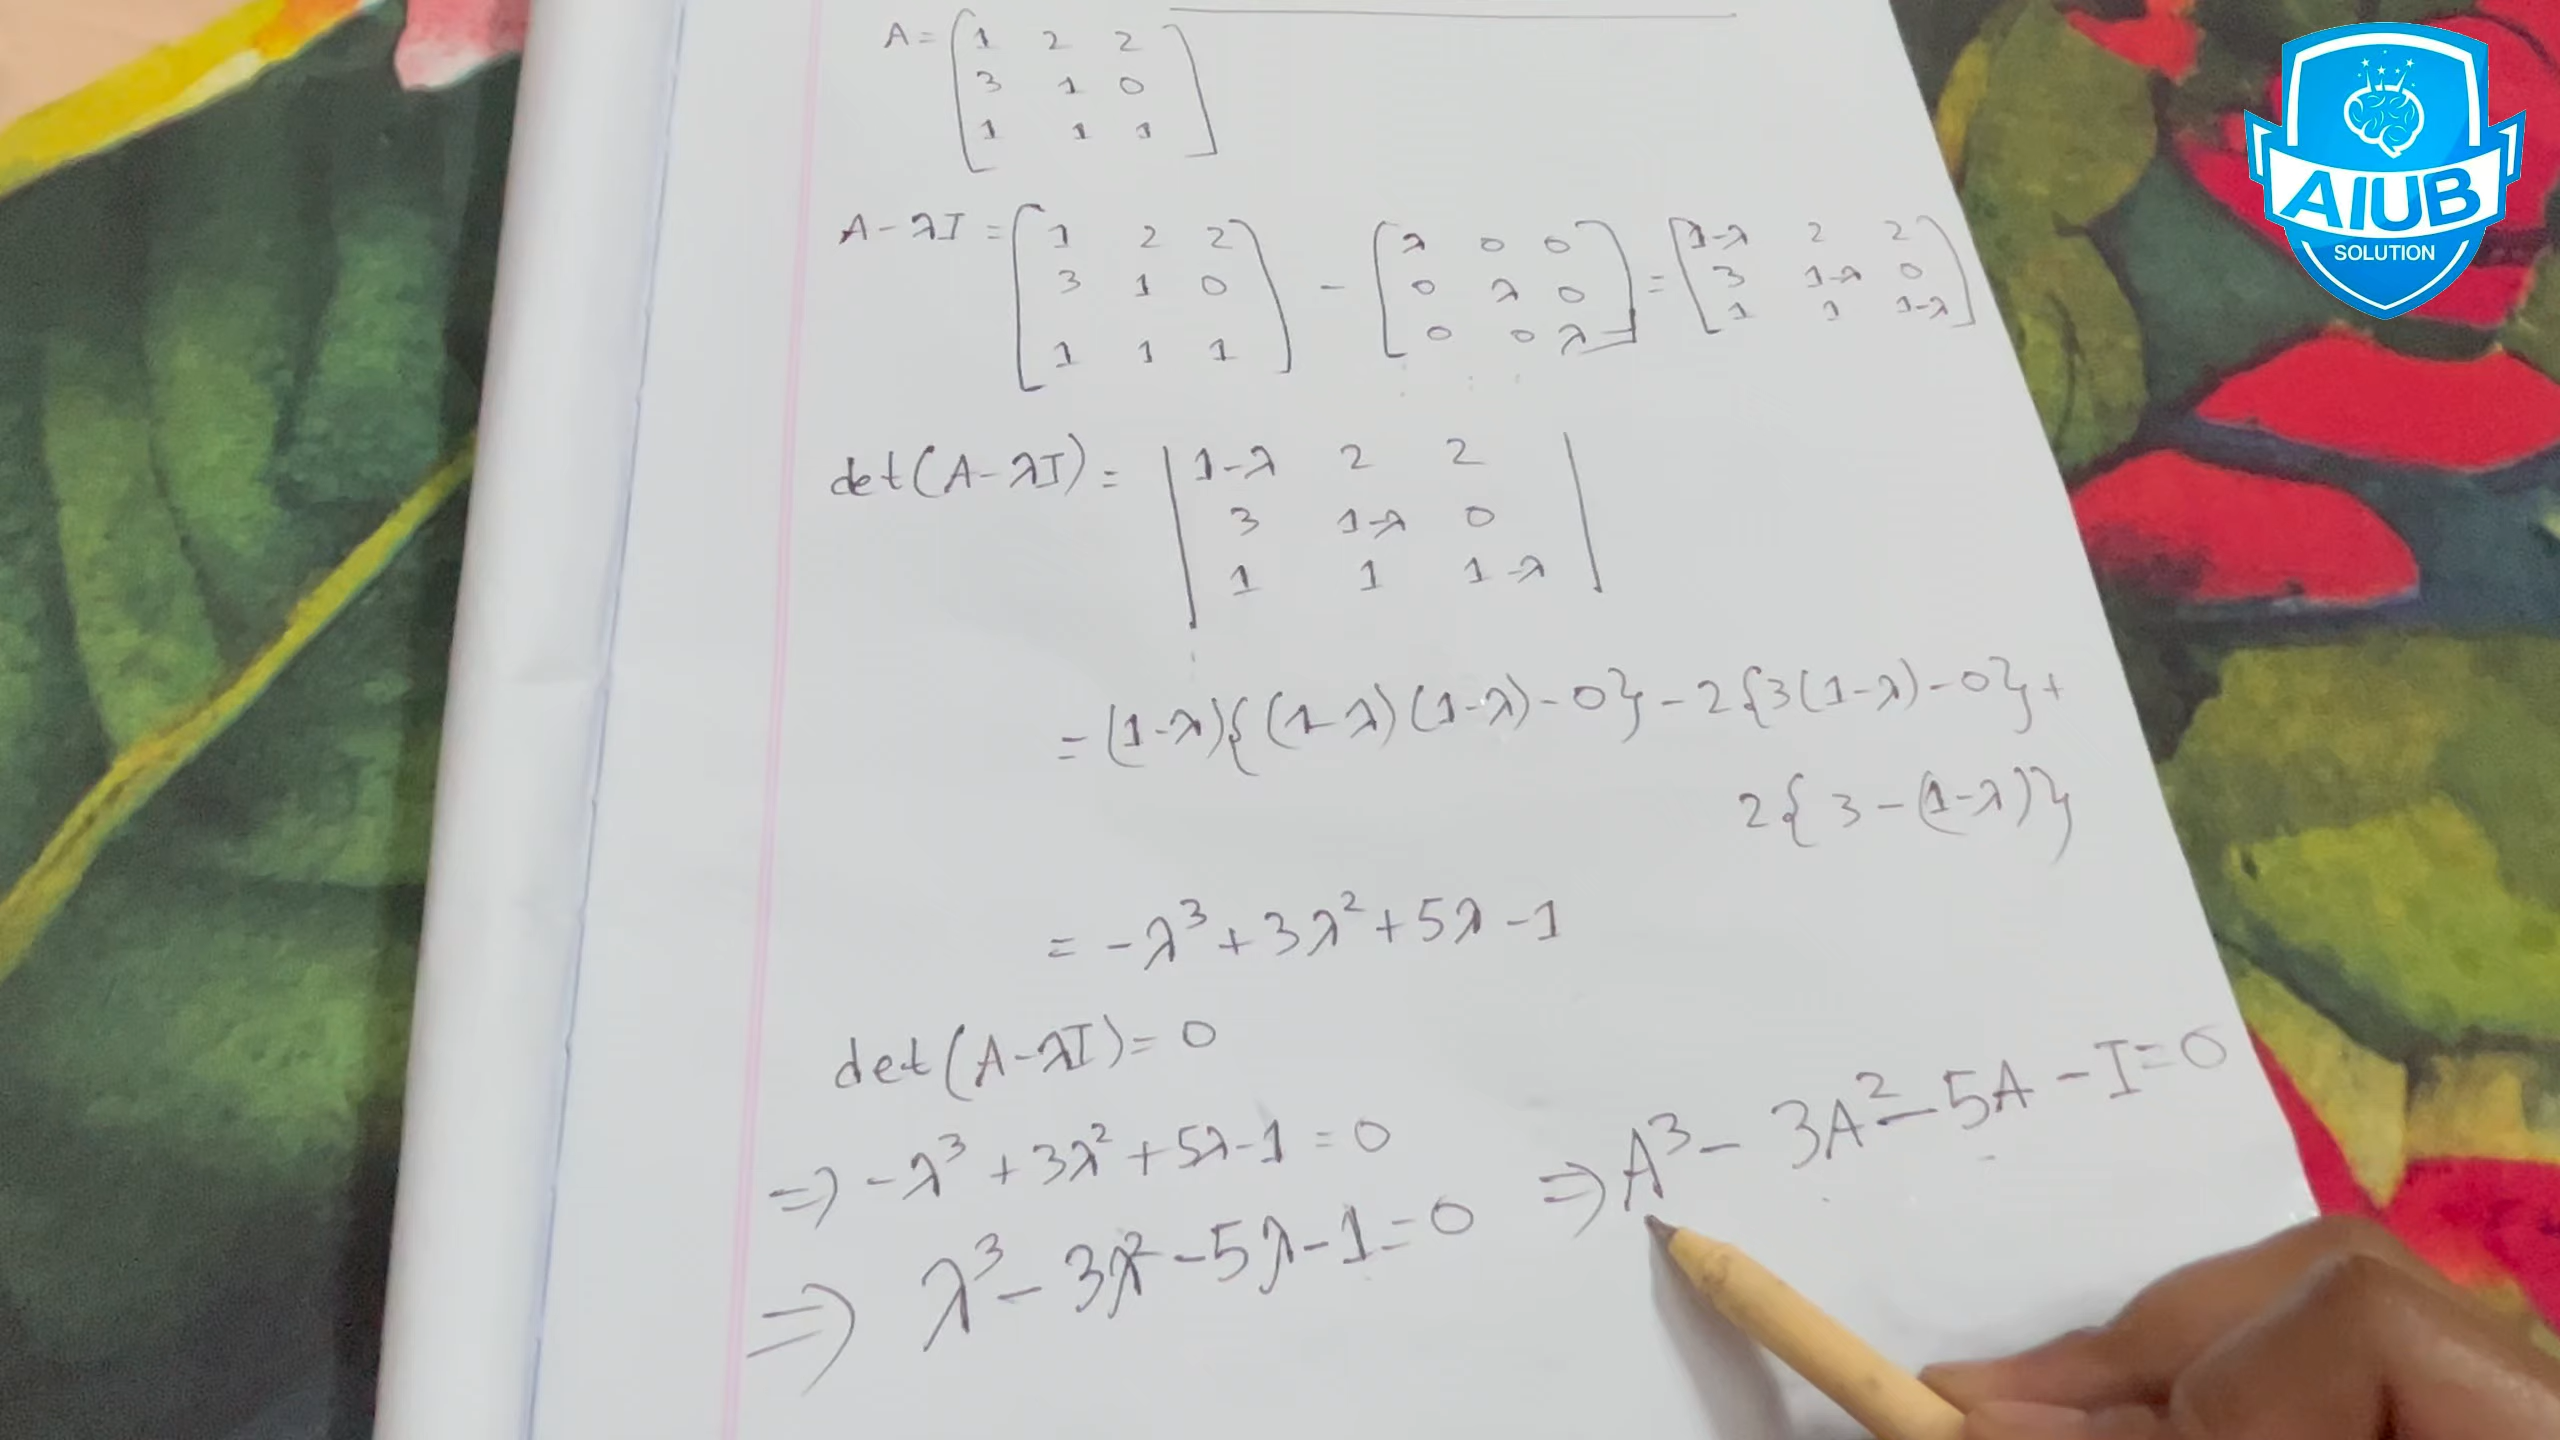 A = [1 2 2
3 1 0
1 1 1]
A - λI = [1 2 2
3 1 0
1 1 1] - [λ 0 0
0 λ 0
0 0 λ] = [1-λ 2 2
3 1-λ 0
1 1 1-λ]
det(A-λI) = |1-λ 2 2
3 1-λ 0
1 1 1-λ|
= (1-λ){(1-λ)(1-λ)-0} - 2{3(1-λ)-0} +
2{3-(1-λ)}
= -λ³ + 3λ² + 5λ - 1
det(A-λI) = 0
⇒ -λ³ + 3λ² + 5λ - 1 = 0
⇒ λ³ - 3λ² - 5λ - 1 = 0
⇒ A³ - 3A² - 5A - I = 0
AIUB
SOLUTION